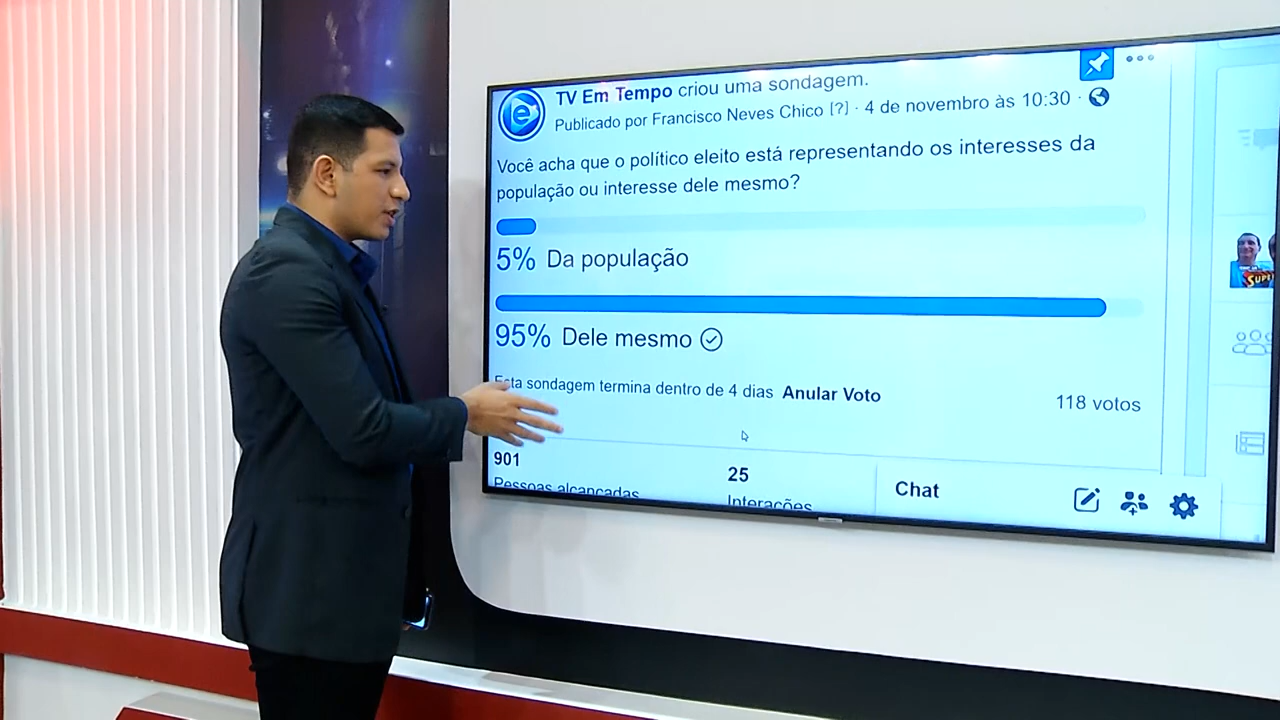 TV Em Tempo criou uma sondagem.
Publicado por Francisco Neves Chico [?] · 4 de novembro às 10:30 ·
Você acha que o político eleito está representando os interesses da
população ou interesse dele mesmo?
5% Da população
95% Dele mesmo
Esta sondagem termina dentro de 4 dias Anular Voto
118 votos
901
Pessoas alcançadas
25
Interações
Chat